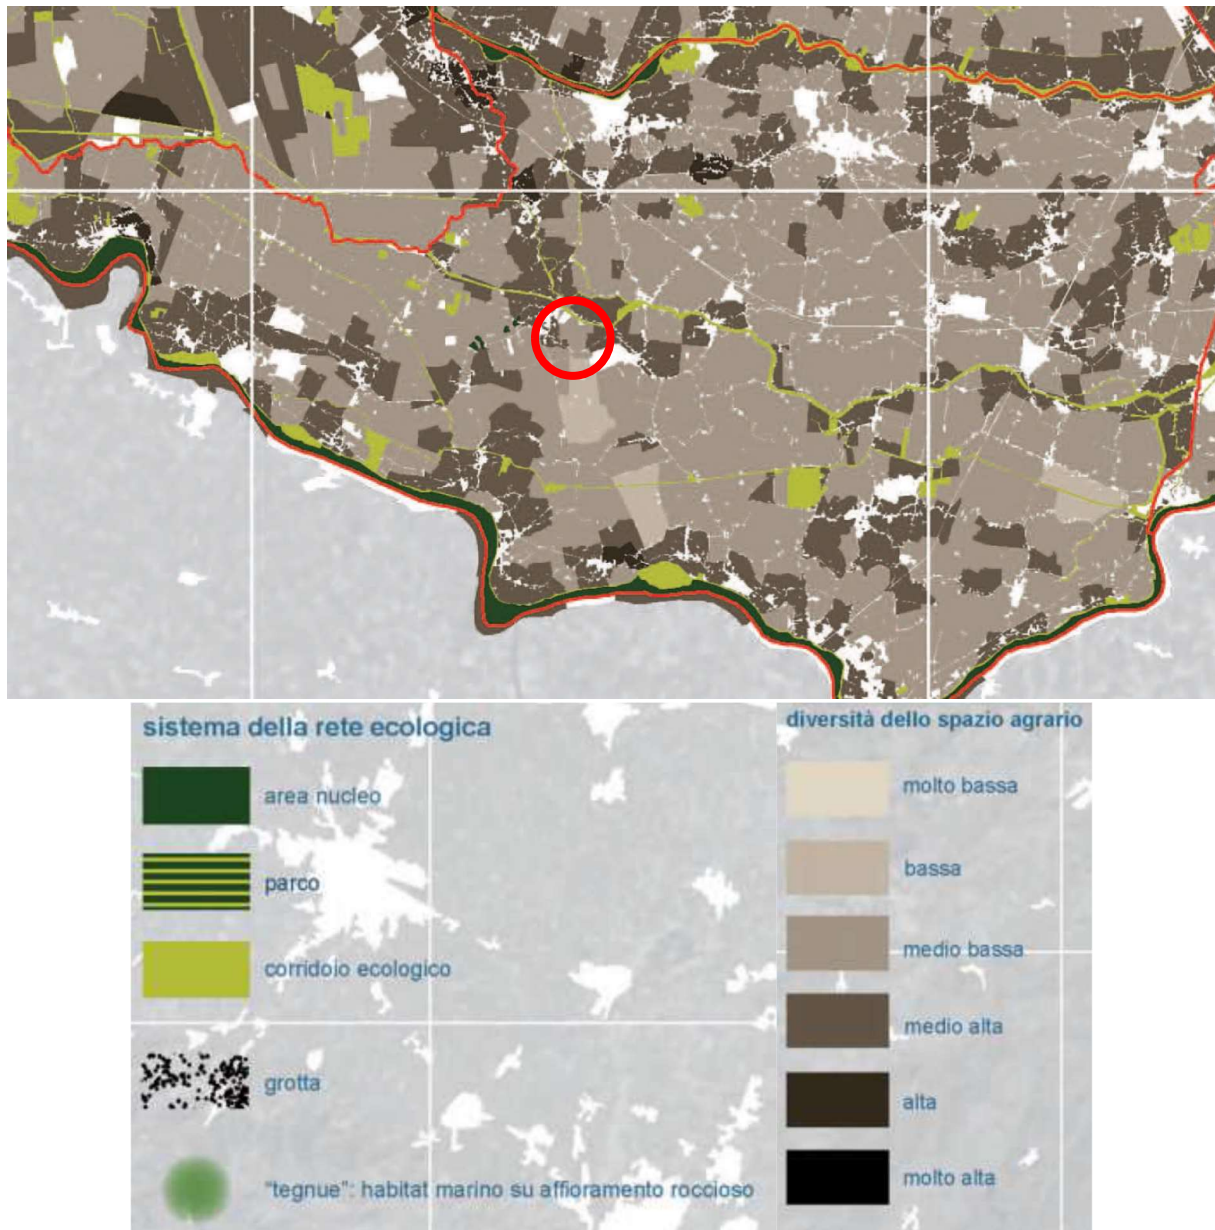 sistema della rete ecologica
area nucleo
parco
corridoio ecologico
grotta
"tegnue": habitat marino su affioramento roccioso
diversità dello spazio agrario
molto bassa
bassa
medio bassa
medio alta
alta
molto alta